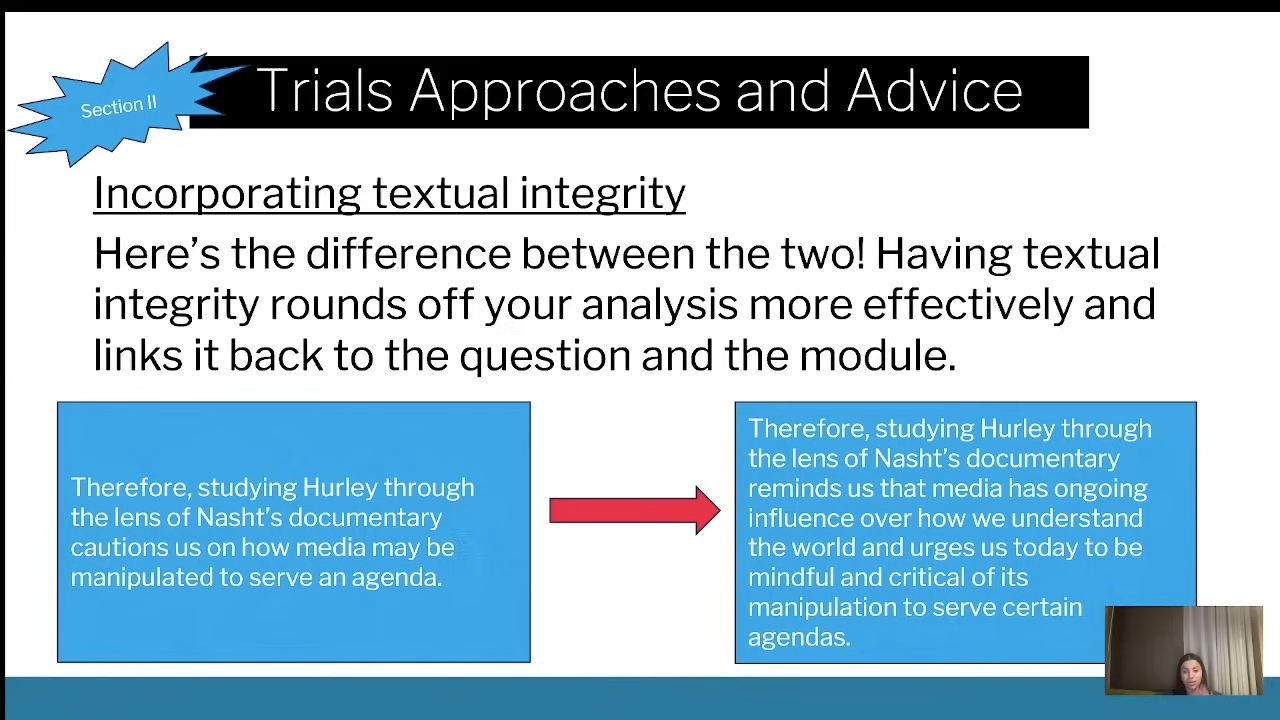 Section II
Trials Approaches and Advice
Incorporating textual integrity
Here's the difference between the two! Having textual
integrity rounds off your analysis more effectively and
links it back to the question and the module.
Therefore, studying Hurley through
the lens of Nasht's documentary
cautions us on how media may be
manipulated to serve an agenda.
Therefore, studying Hurley through
the lens of Nasht's documentary
reminds us that media has ongoing
influence over how we understand
the world and urges us today to be
mindful and critical of its
manipulation to serve certain
agendas.